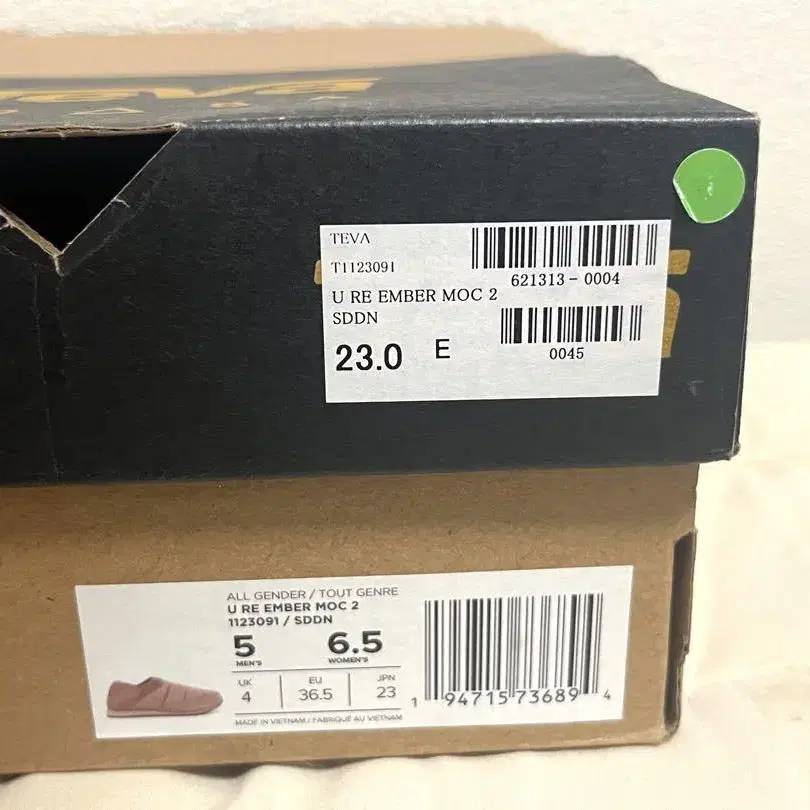 TEVA
T1123091
621313-0004
U RE EMBER MOC 2
SDDN
23.0 E
0045
ALL GENDER / TOUT GENRE
U RE EMBER MOC 2
1123091 / SDDN
5 6.5
MEN'S WOMEN'S
UK EU JPN
4 36.5 23
1 94715 73689 4
MADE IN VIETNAM / FABRIQUÉ AU VIETNAM